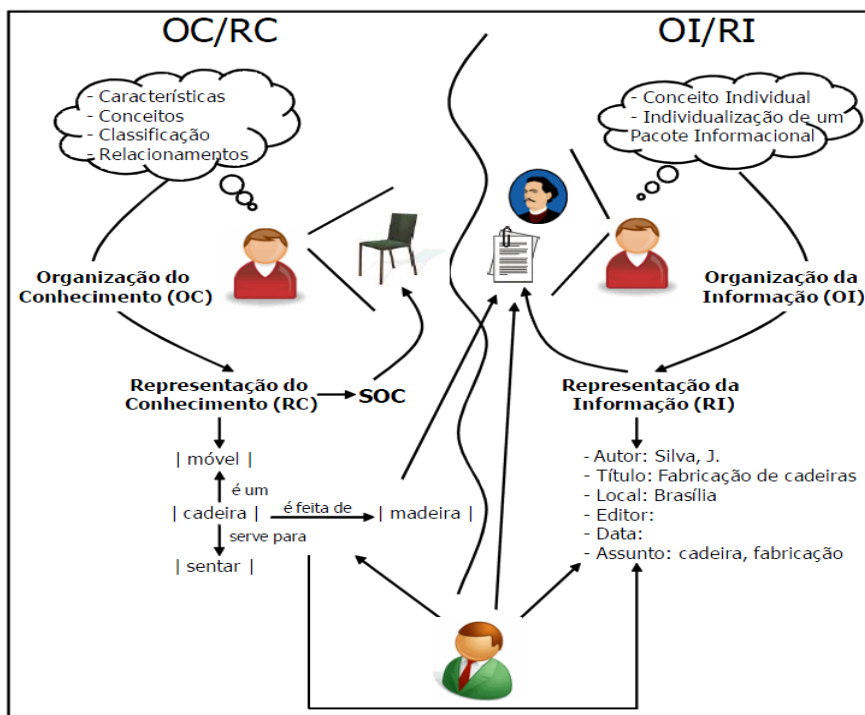 OC/RC
- Características
- Conceitos
- Classificação
- Relacionamentos
Organização do
Conhecimento (OC)
Representação do
Conhecimento (RC)
SOC
| móvel |
é um
| cadeira |
é feita de
| madeira |
serve para
| sentar |
OI/RI
- Conceito Individual
- Individualização de um
Pacote Informacional
Organização da
Informação (OI)
Representação da
Informação (RI)
- Autor: Silva, J.
- Título: Fabricação de cadeiras
- Local: Brasília
- Editor:
- Data:
- Assunto: cadeira, fabricação